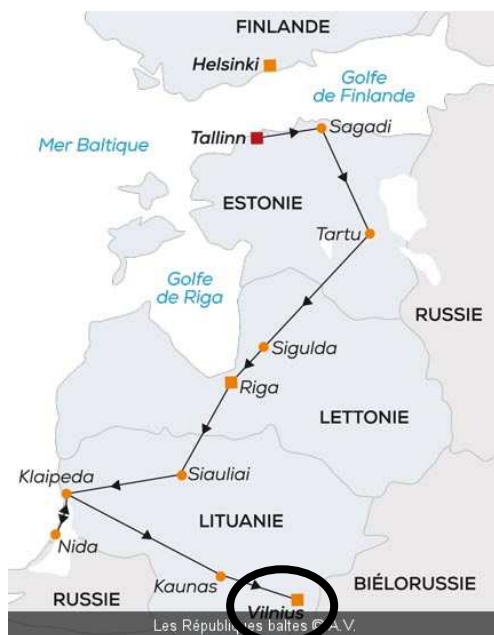 FINLANDE
Helsinki
Golfe
de Finlande
Tallinn
Sagadi
Mer Baltique
ESTONIE
Tartu
Golfe
de Riga
RUSSIE
Sigulda
Riga
LETTONIE
Klaipeda
Siauliai
LITUANIE
Nida
Kaunas
BIÉLORUSSIE
RUSSIE
Vilnius
Les Républiques baltes © A.V.